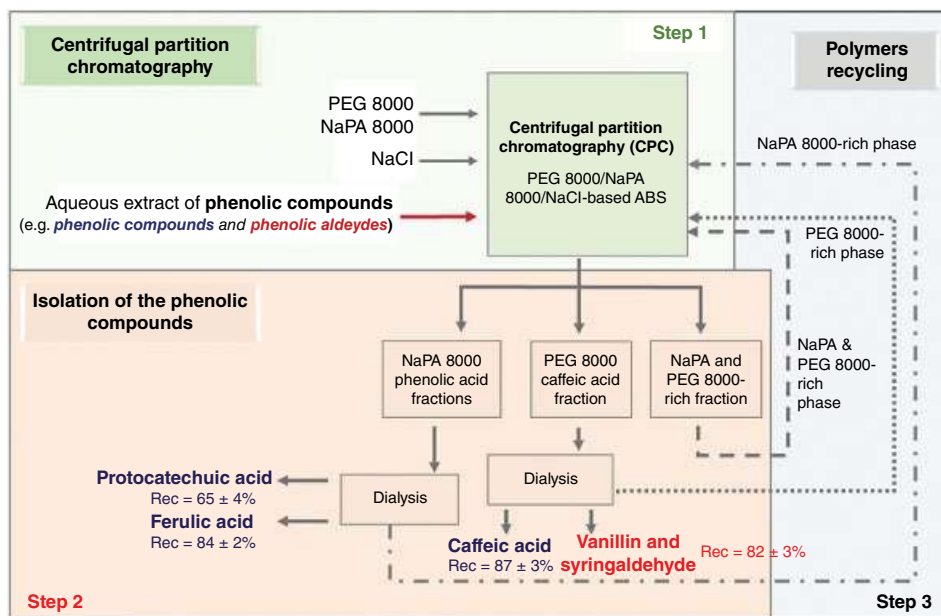 Centrifugal partition
chromatography
Step 1
Polymers
recycling
PEG 8000
NaPA 8000
NaCl
Aqueous extract of phenolic compounds
(e.g. phenolic compounds and phenolic aldeydes)
Centrifugal partition
chromatography (CPC)
PEG 8000/NaPA
8000/NaCl-based ABS
NaPA 8000-rich phase
PEG 8000-
rich phase
NaPA &
PEG 8000-
rich
phase
Isolation of the phenolic
compounds
NaPA 8000
phenolic acid
fractions
PEG 8000
caffeic acid
fraction
NaPA and
PEG 8000-
rich fraction
Dialysis
Dialysis
Protocatechuic acid
Rec = 65 ± 4%
Ferulic acid
Rec = 84 ± 2%
Caffeic acid
Rec = 87 ± 3%
Vanillin and
syringaldehyde
Rec = 82 ± 3%
Step 2
Step 3